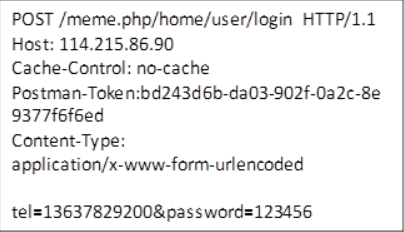 POST /meme.php/home/user/login  HTTP/1.1
Host: 114.215.86.90
Cache-Control: no-cache
Postman-Token:bd243d6b-da03-902f-0a2c-8e
9377f6f6ed
Content-Type:
application/x-www-form-urlencoded

tel=13637829200&password=123456